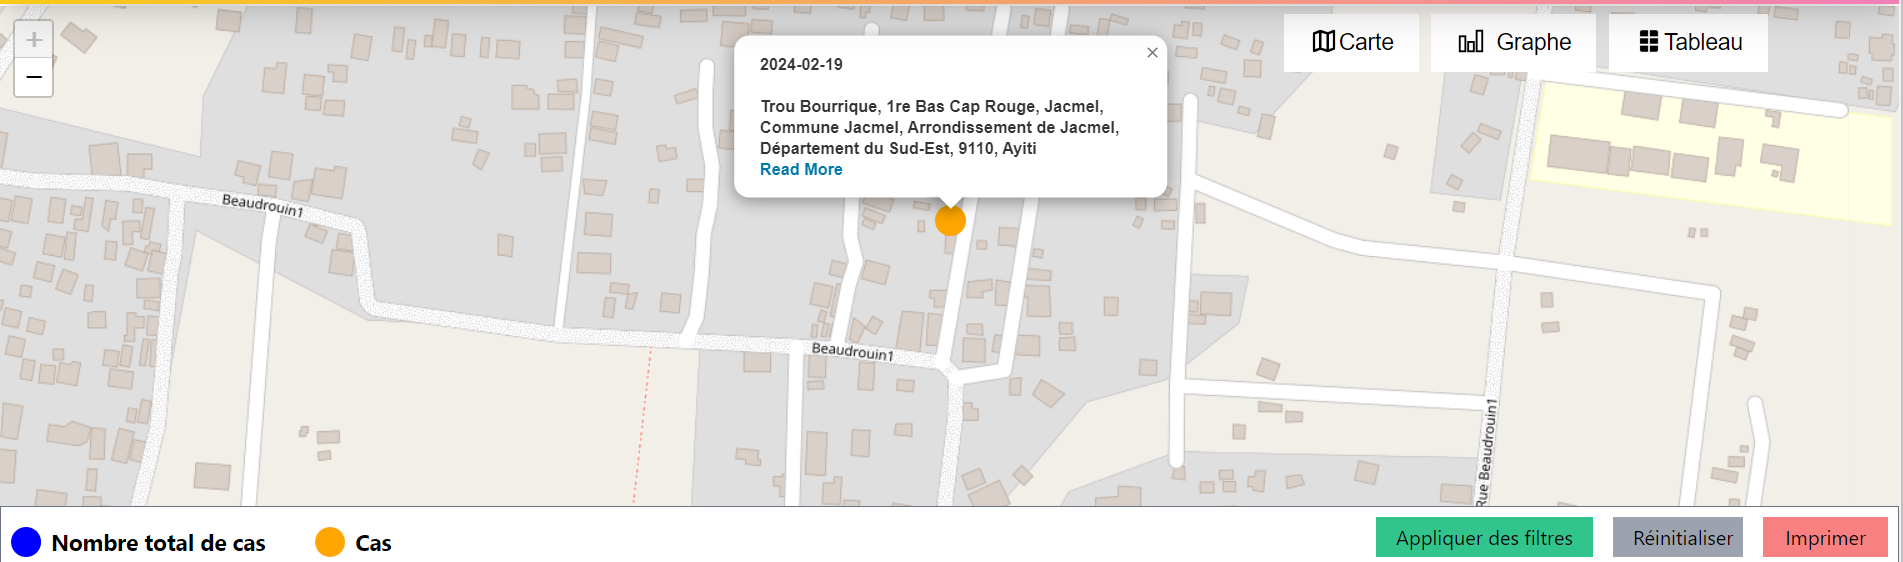 +
−
Carte
Graphe
Tableau
×
2024-02-19
Trou Bourrique, 1re Bas Cap Rouge, Jacmel,
Commune Jacmel, Arrondissement de Jacmel,
Département du Sud-Est, 9110, Ayiti
Read More
Beaudrouin1
Beaudrouin1
Rue Beaudrouin1
Nombre total de cas
Cas
Appliquer des filtres
Réinitialiser
Imprimer